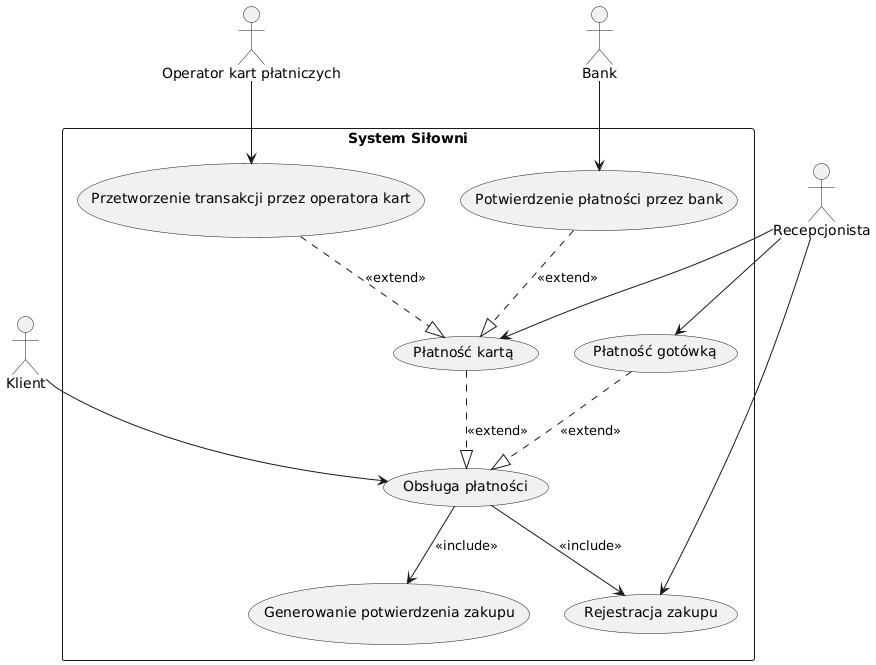 Operator kart płatniczych
Bank
System Siłowni
Przetworzenie transakcji przez operatora kart
Potwierdzenie płatności przez bank
Recepcjonista
«extend»
«extend»
Płatność kartą
Płatność gotówką
Klient
«extend»
«extend»
Obsługa płatności
«include»
«include»
Generowanie potwierdzenia zakupu
Rejestracja zakupu